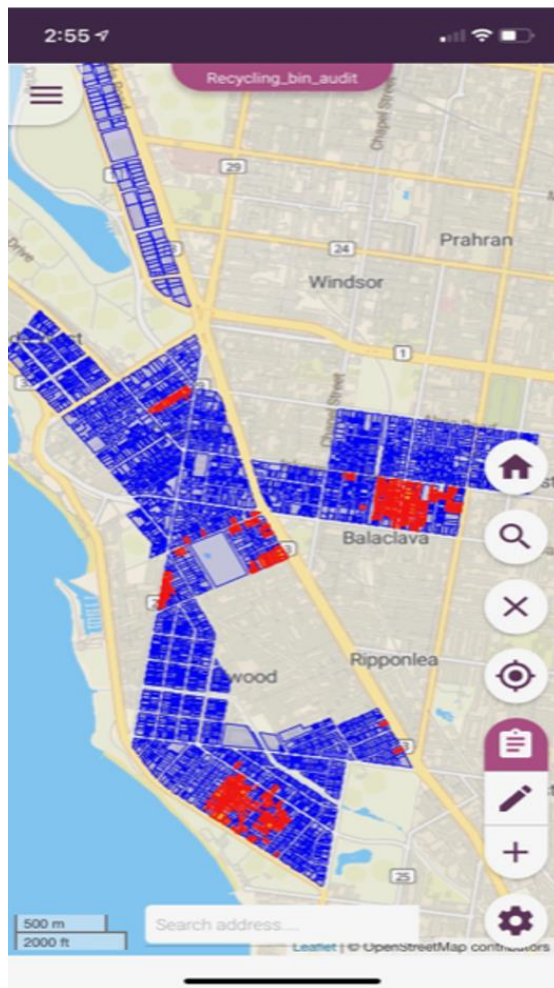 2:55
Recycling_bin_audit
Chapel Street
29
24
Prahran
Windsor
1
Chapel Street
Balaclava
Ripponlea
wood
25
500 m
2000 ft
Search address....
Leaflet | © OpenStreetMap contributors